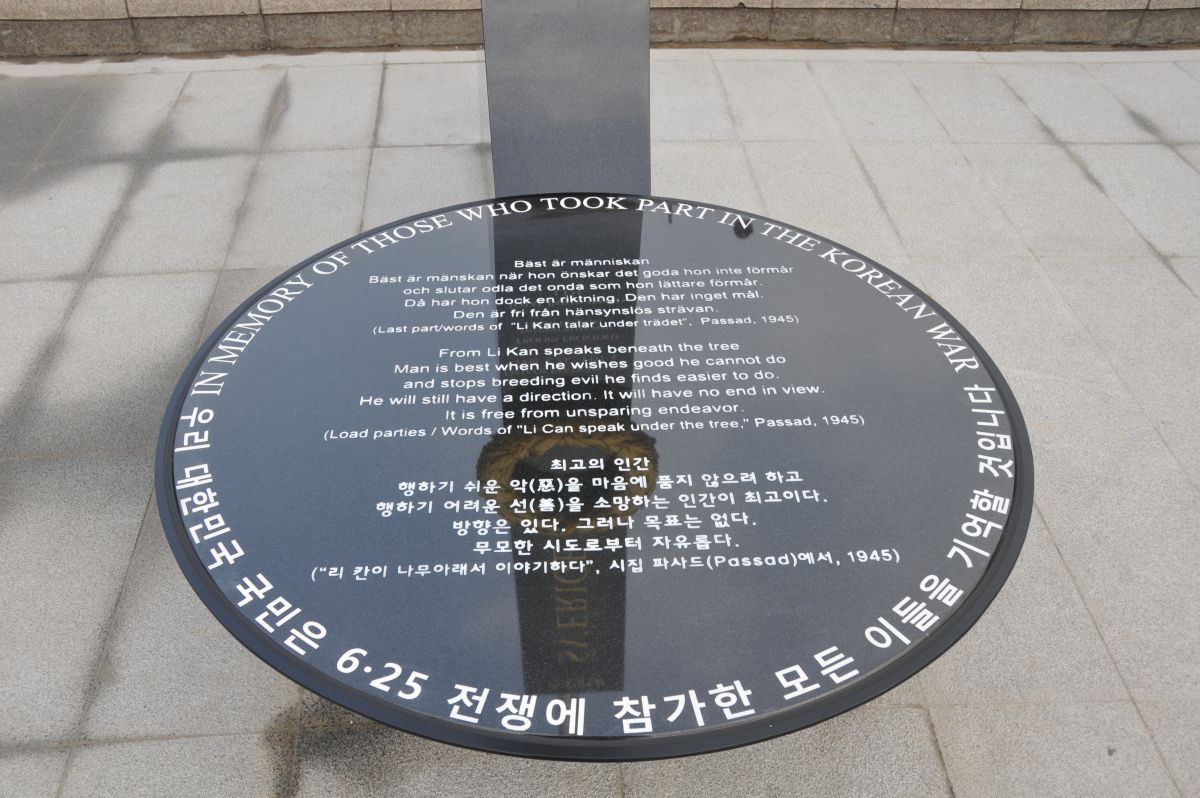 IN MEMORY OF THOSE WHO TOOK PART IN THE KOREAN WAR
Bäst är människan
Bäst är mänskan när hon önskar det goda hon inte förmår
och slutar odla det onda som hon lättare förmår.
Då har hon dock en riktning. Den har inget mål.
Den är fri från hänsynslös strävan.
(Last part/words of "Li Kan talar under trädet", Passad, 1945)
From Li Kan speaks beneath the tree
Man is best when he wishes good he cannot do
and stops breeding evil he finds easier to do.
He will still have a direction. It will have no end in view.
It is free from unsparing endeavor.
(Load parties / Words of "Li Can speak under the tree," Passad, 1945)
최고의 인간
행하기 쉬운 악(惡)을 마음에 품지 않으려 하고
행하기 어려운 선(善)을 소망하는 인간이 최고이다.
방향은 있다, 그러나 목표는 없다.
무모한 시도로부터 자유롭다.
("리 칸이 나무아래서 이야기하다", 시집 파사드(Passad)에서, 1945)
우리 대한민국 국민은 6·25 전쟁에 참가한 모든 이들을 기억할 것입니다